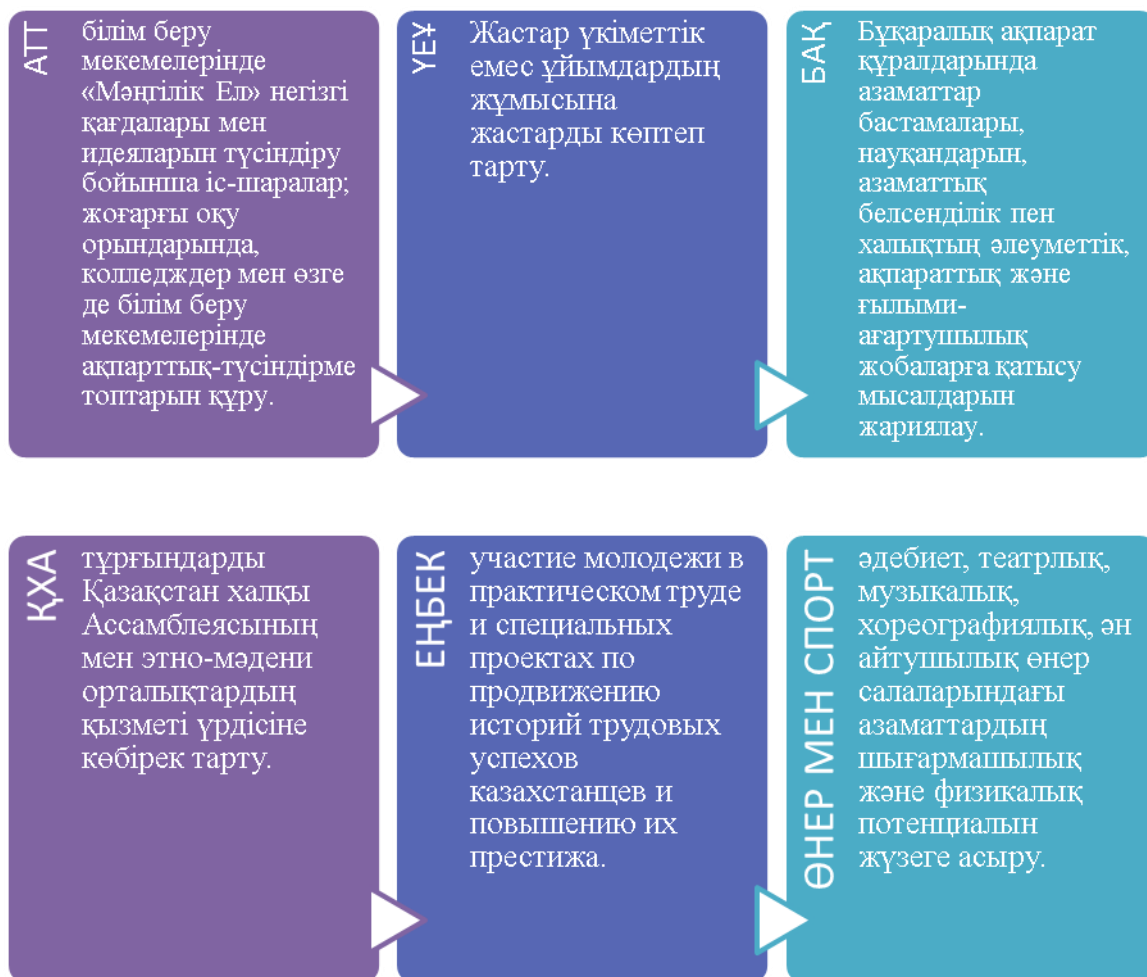 АТТ
білім беру
мекемелерінде
«Мәңгілік Ел» негізгі
қағдалары мен
идеяларын түсіндіру
бойынша іс-шаралар;
жоғарғы оқу
орындарында,
колледждер мен өзге
де білім беру
мекемелерінде
ақпарттық-түсіндірме
топтарын құру.
ҮЕҰ
Жастар үкіметтік
емес ұйымдардың
жұмысына
жастарды көптеп
тарту.
БАҚ
Бұқаралық ақпарат
құралдарында
азаматтар
бастамалары,
науқандарын,
азаматтық
белсенділік пен
халықтың әлеуметтік,
ақпараттық және
ғылыми-
ағартушылық
жобаларға қатысу
мысалдарын
жариялау.
ҚХА
тұрғындарды
Қазақстан халқы
Ассамблеясының
мен этно-мәдени
орталықтардың
қызметі үрдісіне
көбірек тарту.
ЕҢБЕК
участие молодежи в
практическом труде
и специальных
проектах по
продвижению
историй трудовых
успехов
казахстанцев и
повышению их
престижа.
ӨНЕР МЕН СПОРТ
әдебиет, театрлық,
музыкалық,
хореографиялық, ән
айтушылық өнер
салаларындағы
азаматтардың
шығармашылық
және физикалық
потенциалын
жүзеге асыру.